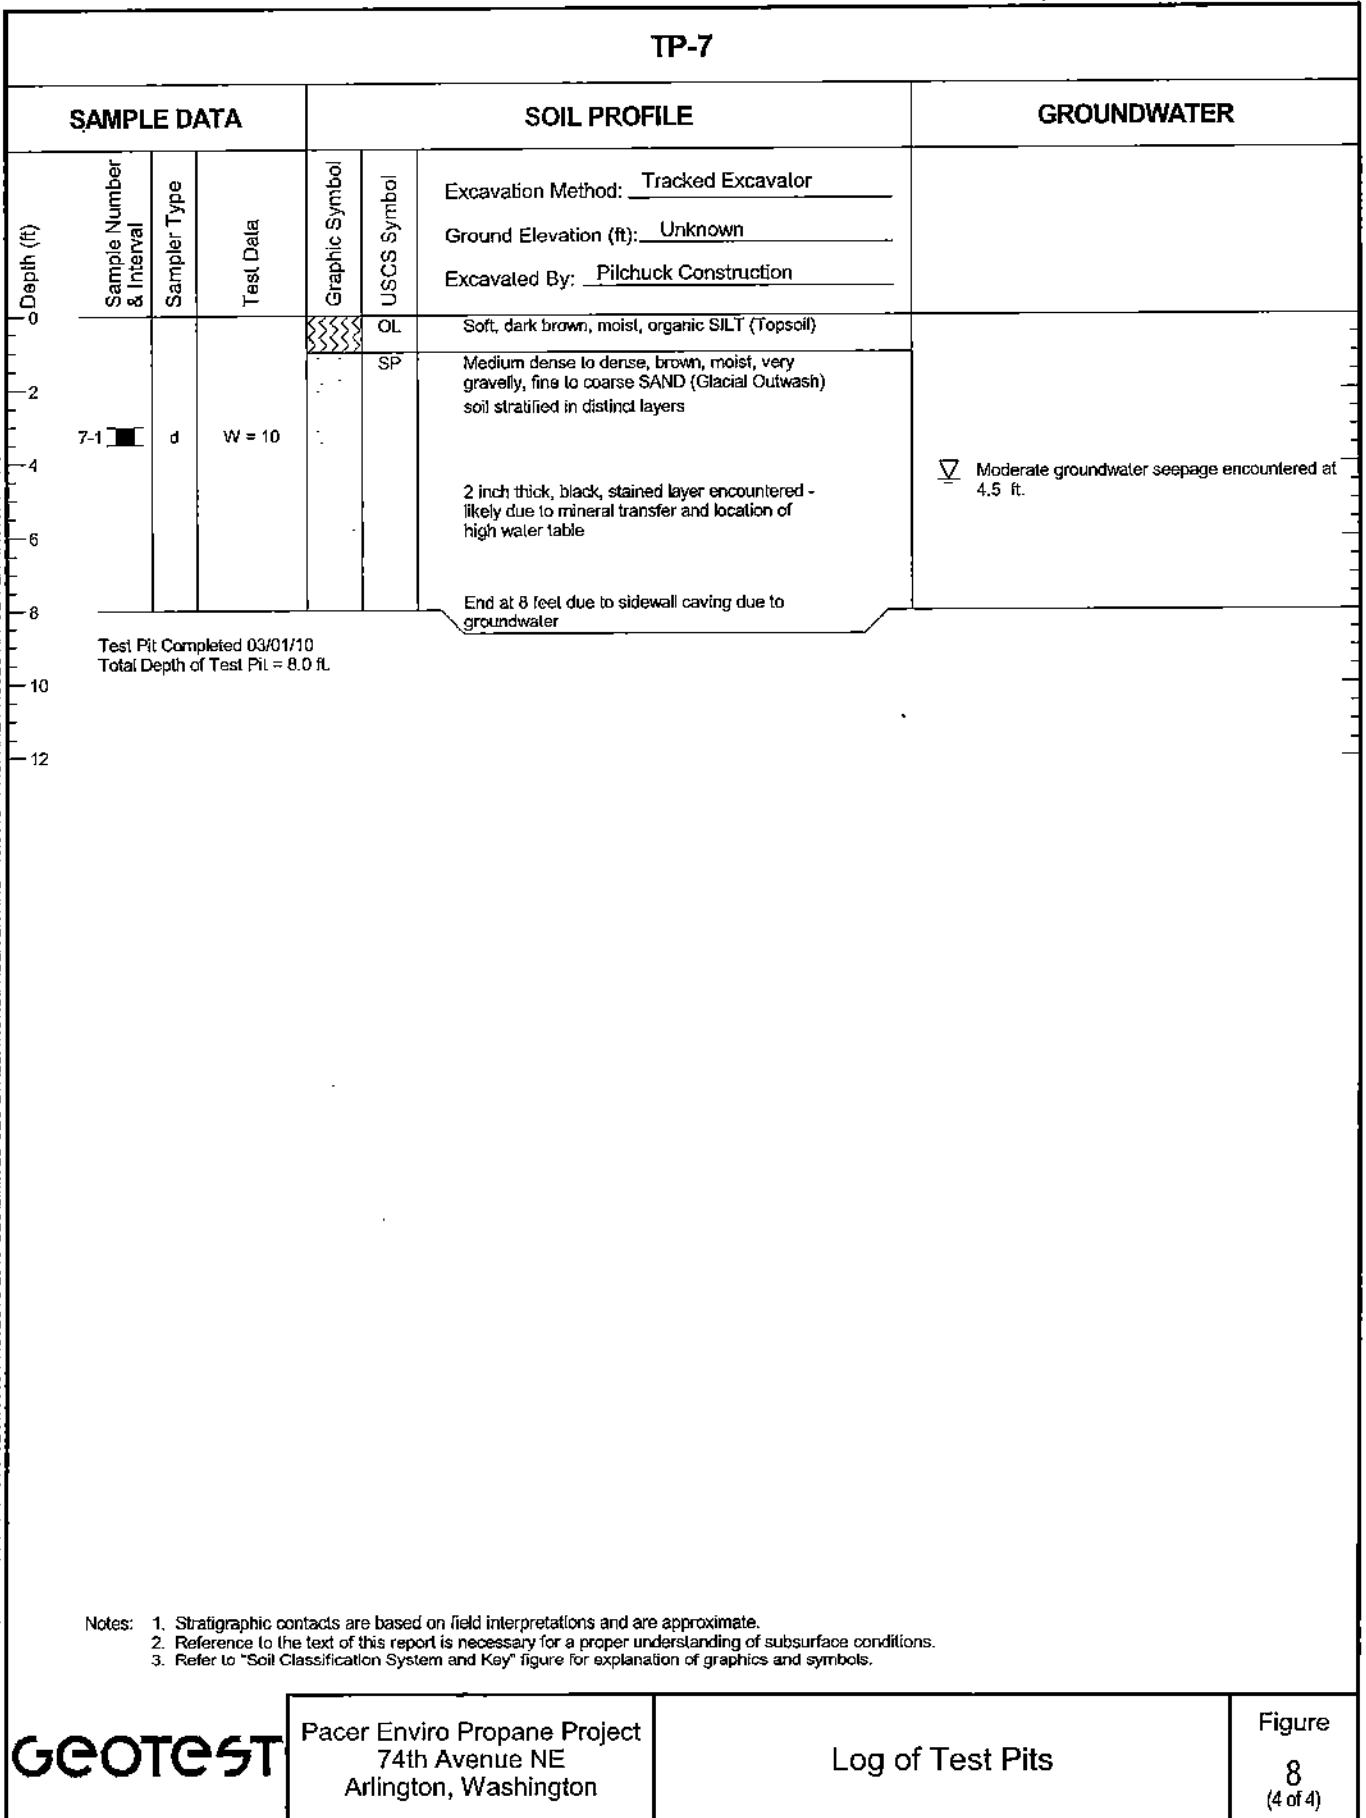 TP-7
SAMPLE DATA
SOIL PROFILE
GROUNDWATER
Depth (ft)
Sample Number
& Interval
Sampler Type
Test Data
Graphic Symbol
USCS Symbol
Excavation Method: Tracked Excavator
Ground Elevation (ft): Unknown
Excavated By: Pilchuck Construction
0
OL
Soft, dark brown, moist, organic SILT (Topsoil)
SP
Medium dense to dense, brown, moist, very
gravelly, fine to coarse SAND (Glacial Outwash)
2
soil stratified in distinct layers
7-1
d
W = 10
4
Moderate groundwater seepage encountered at
4.5 ft.
2 inch thick, black, stained layer encountered -
likely due to mineral transfer and location of
high water table
6
End at 8 feet due to sidewall caving due to
groundwater
8
Test Pit Completed 03/01/10
Total Depth of Test Pit = 8.0 ft.
10
12
Notes: 1. Stratigraphic contacts are based on field interpretations and are approximate.
2. Reference to the text of this report is necessary for a proper understanding of subsurface conditions.
3. Refer to "Soil Classification System and Key" figure for explanation of graphics and symbols.
GEOTEST
Pacer Enviro Propane Project
74th Avenue NE
Arlington, Washington
Log of Test Pits
Figure
8
(4 of 4)